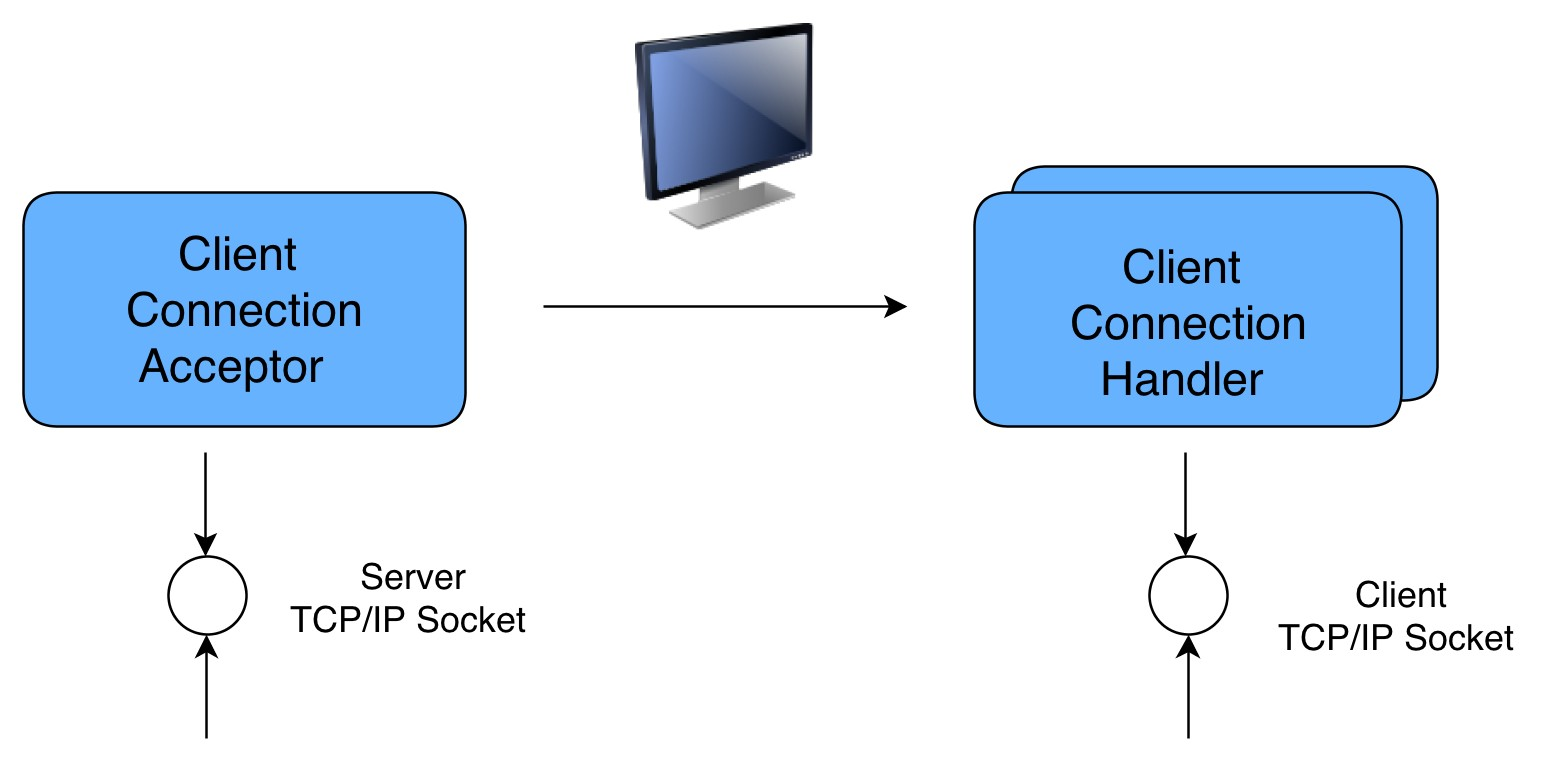 Client
Connection
Acceptor
Client
Connection
Handler
Server
TCP/IP Socket
Client
TCP/IP Socket